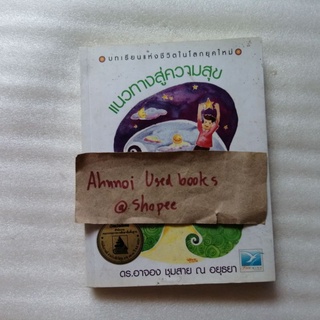 บทเรียนแห่งชีวิตในโลกยุคใหม่
แนวทางสู่ความสุข
Ahnnoi Used books
@ Shopee
ดร.อาจอง ชุมสาย ณ อยุธยา